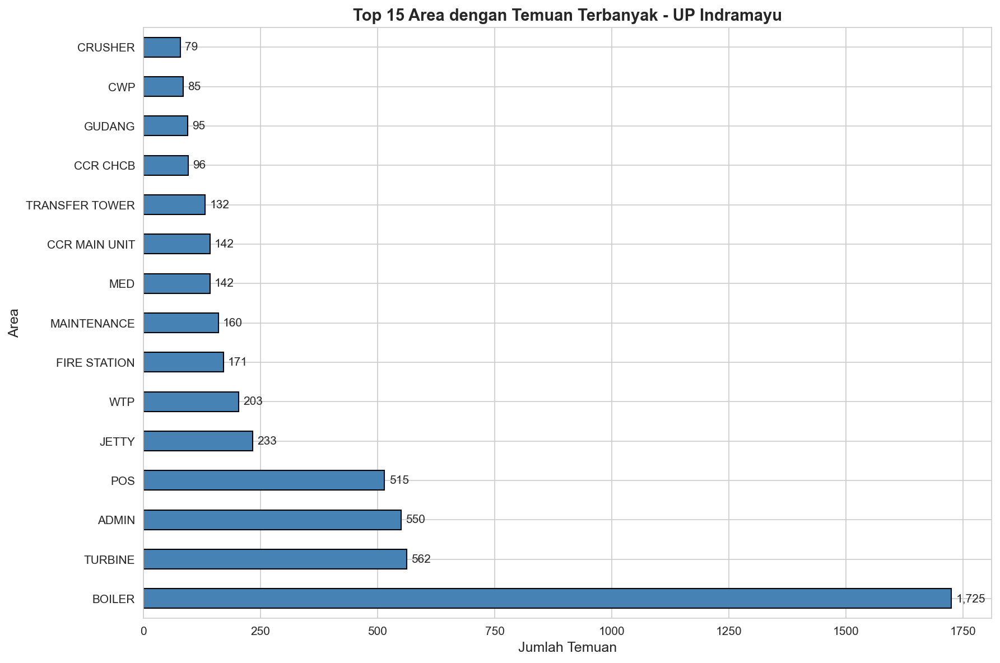 Top 15 Area dengan Temuan Terbanyak - UP Indramayu
CRUSHER 79
CWP 85
GUDANG 95
CCR CHCB 96
TRANSFER TOWER 132
CCR MAIN UNIT 142
MED 142
MAINTENANCE 160
FIRE STATION 171
WTP 203
JETTY 233
POS 515
ADMIN 550
TURBINE 562
BOILER 1,725
Area
0 250 500 750 1000 1250 1500 1750
Jumlah Temuan